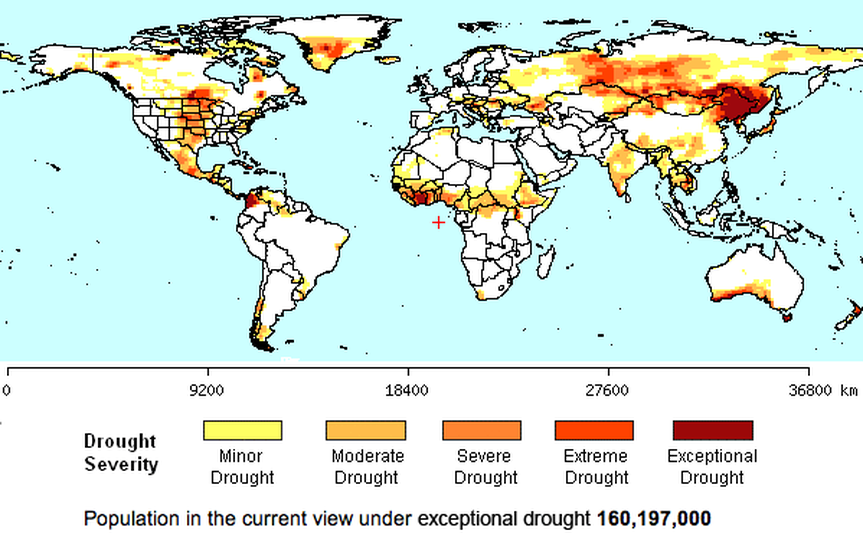 0 9200 18400 27600 36800 km
Drought
Severity
Minor
Drought
Moderate
Drought
Severe
Drought
Extreme
Drought
Exceptional
Drought
Population in the current view under exceptional drought 160,197,000